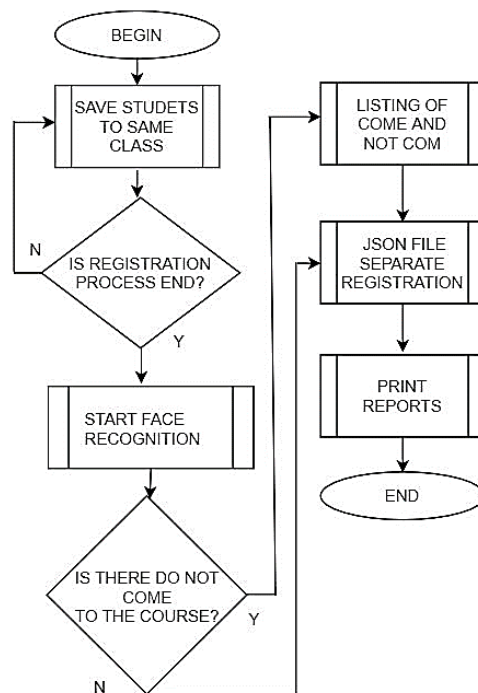 BEGIN
SAVE STUDETS
TO SAME
CLASS
N
IS REGISTRATION
PROCESS END?
Y
START FACE
RECOGNITION
IS THERE DO NOT
COME
TO THE COURSE?
Y
N
LISTING OF
COME AND
NOT COM
JSON FILE
SEPARATE
REGISTRATION
PRINT
REPORTS
END